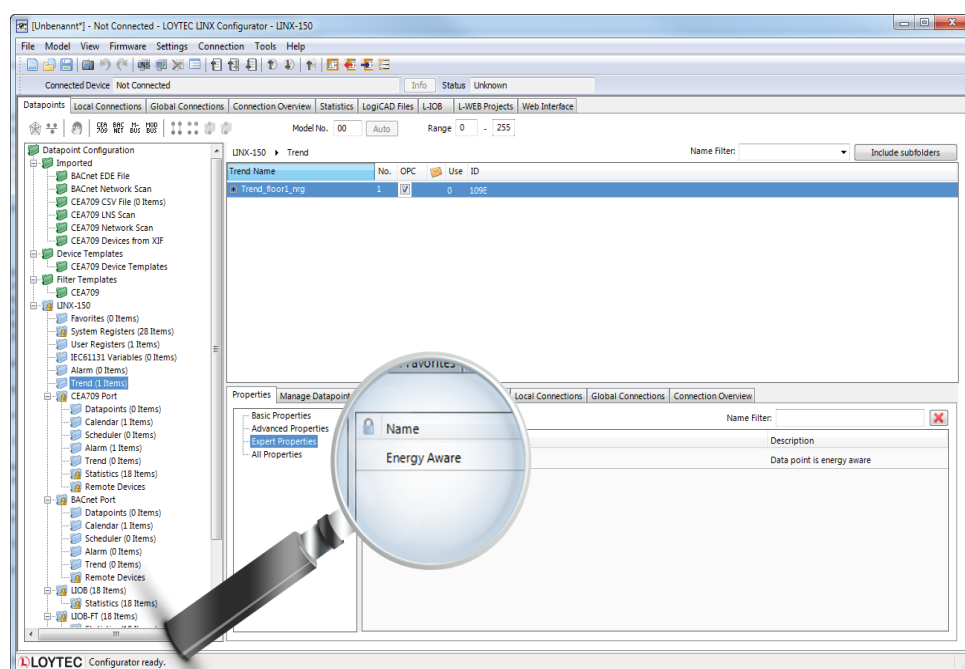 [Unbenannt*] - Not Connected - LOYTEC LINX Configurator - LINX-150
File Model View Firmware Settings Connection Tools Help
Connected Device Not Connected Info Status Unknown
Datapoints Local Connections Global Connections Connection Overview Statistics LogiCAD Files L-IOB L-WEB Projects Web Interface
CEA 709 BAC NET M- BUS MOD BUS Model No. 00 Auto Range 0 - 255
Datapoint Configuration
Imported
BACnet EDE File
BACnet Network Scan
CEA709 CSV File (0 Items)
CEA709 LNS Scan
CEA709 Network Scan
CEA709 Devices from XIF
Device Templates
CEA709 Device Templates
Filter Templates
CEA709
LINX-150
Favorites (0 Items)
System Registers (28 Items)
User Registers (1 Items)
IEC61131 Variables (0 Items)
Alarm (0 Items)
Trend (1 Items)
CEA709 Port
Datapoints (0 Items)
Calendar (1 Items)
Scheduler (0 Items)
Alarm (1 Items)
Trend (0 Items)
Statistics (18 Items)
Remote Devices
BACnet Port
Datapoints (0 Items)
Calendar (1 Items)
Scheduler (0 Items)
Alarm (0 Items)
Trend (0 Items)
Remote Devices
LIOB (18 Items)
Statistics (18 Items)
LIOB-FT (18 Items)
LINX-150 Trend Name Filter: Include subfolders
Trend Name No. OPC Use ID
Trend_floor1_nrg 1 0 109E
Properties Manage Datapoint Local Connections Global Connections Connection Overview
Basic Properties
Advanced Properties
Expert Properties
All Properties
Favorites
Name Filter:
Name Description
Energy Aware Data point is energy aware
LOYTEC Configurator ready.